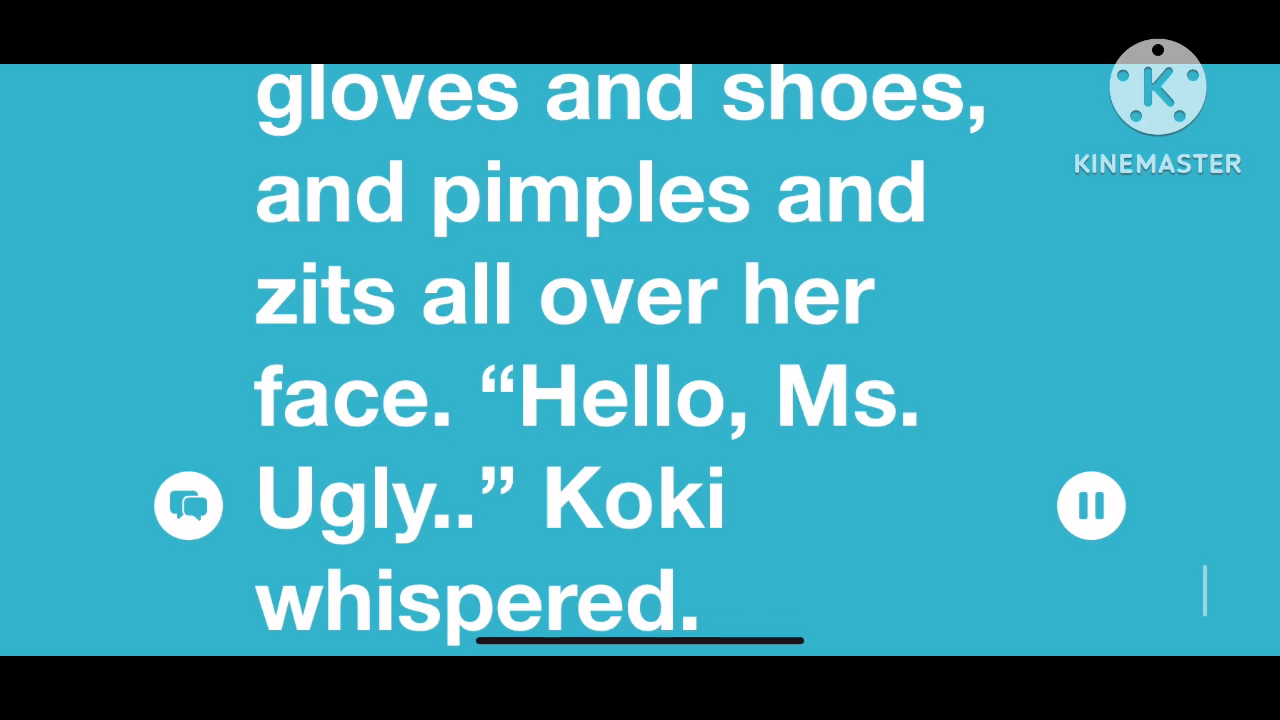 gloves and shoes,
and pimples and
zits all over her
face. “Hello, Ms.
Ugly..” Koki
whispered.
K
KINEMASTER